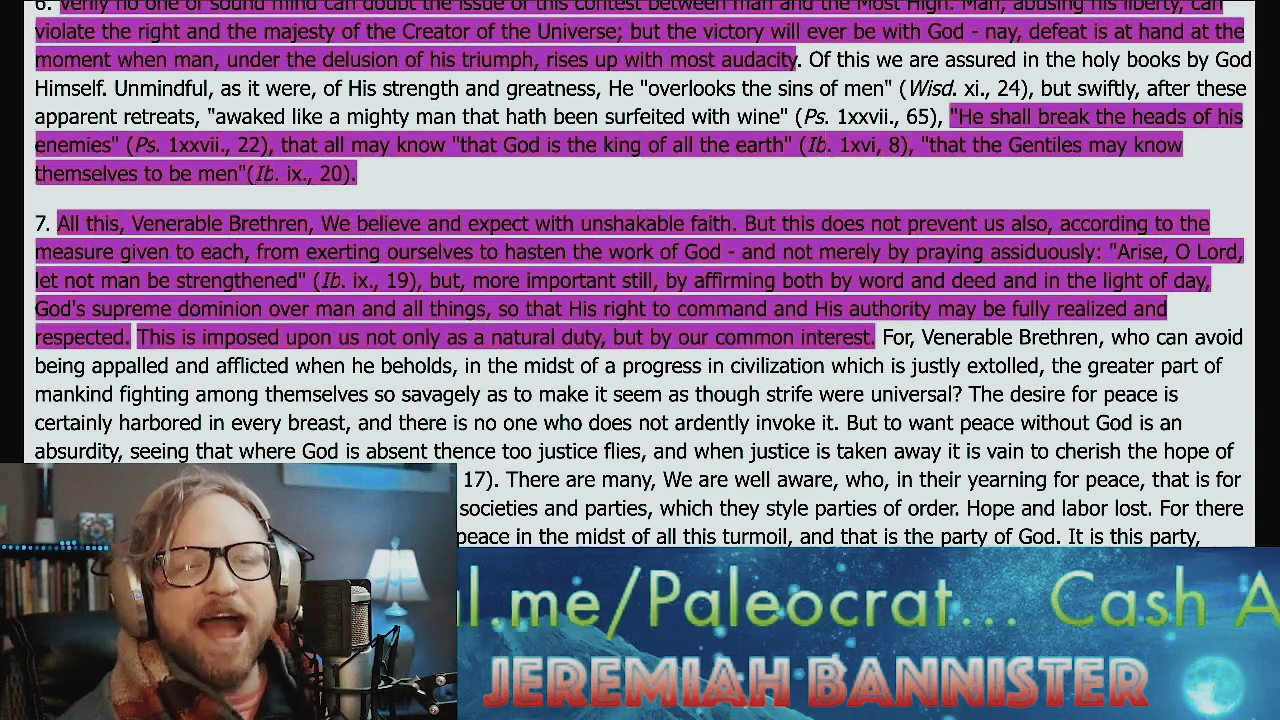 6. Verily no one of sound mind can doubt the issue of this contest between man and the Most High. Man, abusing his liberty, can
violate the right and the majesty of the Creator of the Universe; but the victory will ever be with God - nay, defeat is at hand at the
moment when man, under the delusion of his triumph, rises up with most audacity. Of this we are assured in the holy books by God
Himself. Unmindful, as it were, of His strength and greatness, He "overlooks the sins of men" (Wisd. xi., 24), but swiftly, after these
apparent retreats, "awaked like a mighty man that hath been surfeited with wine" (Ps. 1xxvii., 65), "He shall break the heads of his
enemies" (Ps. 1xxvii., 22), that all may know "that God is the king of all the earth" (Ib. 1xvi, 8), "that the Gentiles may know
themselves to be men"(Ib. ix., 20).
7. All this, Venerable Brethren, We believe and expect with unshakable faith. But this does not prevent us also, according to the
measure given to each, from exerting ourselves to hasten the work of God - and not merely by praying assiduously: "Arise, O Lord,
let not man be strengthened" (Ib. ix., 19), but, more important still, by affirming both by word and deed and in the light of day,
God's supreme dominion over man and all things, so that His right to command and His authority may be fully realized and
respected. This is imposed upon us not only as a natural duty, but by our common interest. For, Venerable Brethren, who can avoid
being appalled and afflicted when he beholds, in the midst of a progress in civilization which is justly extolled, the greater part of
mankind fighting among themselves so savagely as to make it seem as though strife were universal? The desire for peace is
certainly harbored in every breast, and there is no one who does not ardently invoke it. But to want peace without God is an
absurdity, seeing that where God is absent thence too justice flies, and when justice is taken away it is vain to cherish the hope of
17). There are many, We are well aware, who, in their yearning for peace, that is for
societies and parties, which they style parties of order. Hope and labor lost. For there
peace in the midst of all this turmoil, and that is the party of God. It is this party,
l.me/Paleocrat... Cash A
JEREMIAH BANNISTER